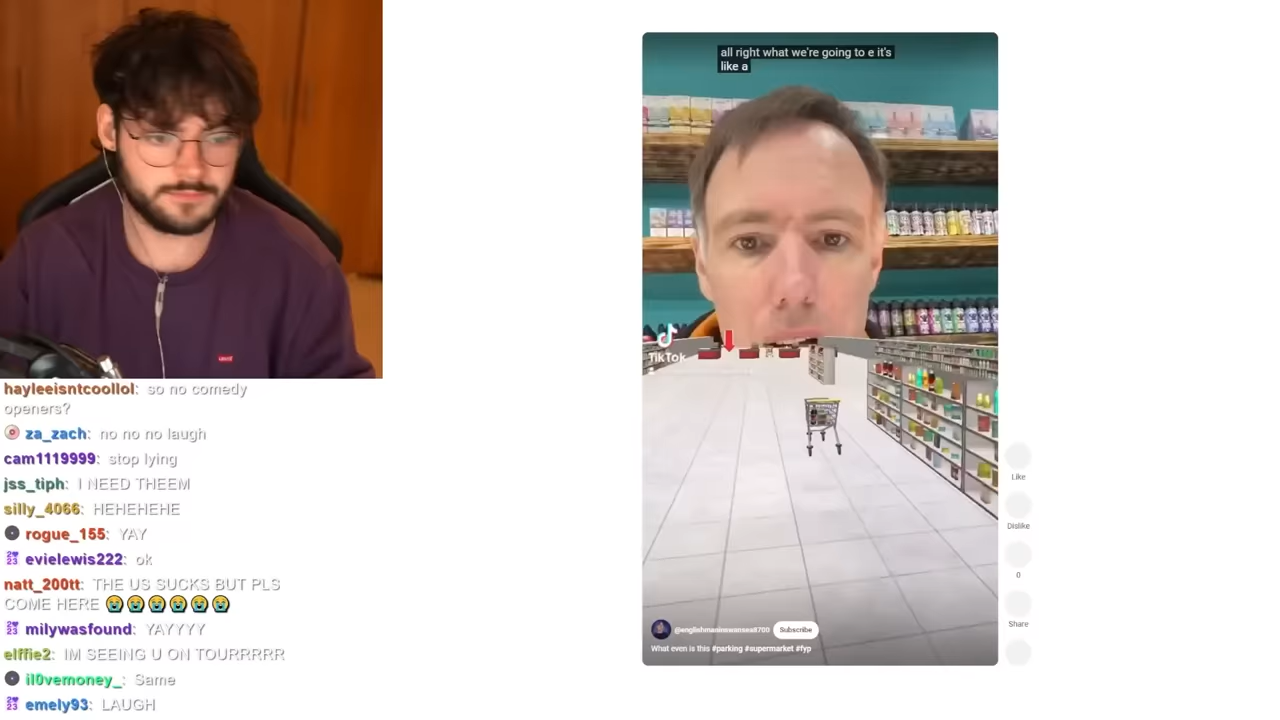 all right what we're going to e it's
like a
TikTok
hayleeisntcoollol: so no comedy
openers?
za_zach: no no no laugh
cam1119999: stop lying
jss_tiph: I NEED THEEM
silly_4066: HEHEHEHE
rogue_155: YAY
evielewis222: ok
natt_200tt: THE US SUCKS BUT PLS
COME HERE 😭😭😭😭😭😭
milywasfound: YAYYYY
elffie2: IM SEEING U ON TOURRRRR
il0vemoney_: Same
emely93: LAUGH
Like
Dislike
0
Share
@englishmaninswansea8700 Subscribe
What even is this #parking #supermarket #fyp